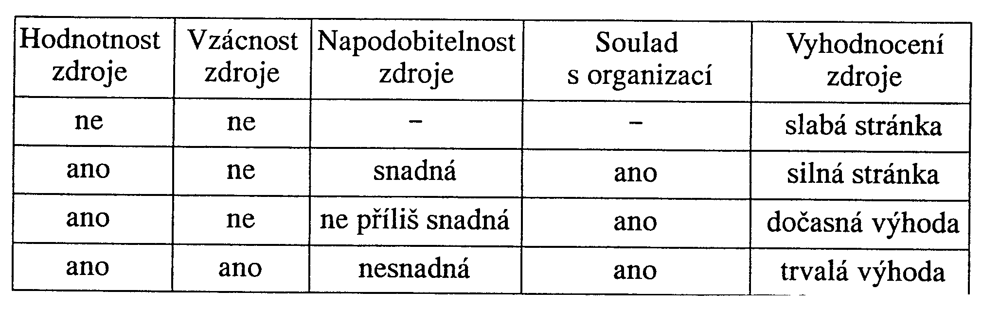 Hodnotnost zdroje	Vzácnost zdroje	Napodobitelnost zdroje	Soulad s organizací	Vyhodnocení zdroje
ne	ne	–	–	slabá stránka
ano	ne	snadná	ano	silná stránka
ano	ne	ne příliš snadná	ano	dočasná výhoda
ano	ano	nesnadná	ano	trvalá výhoda